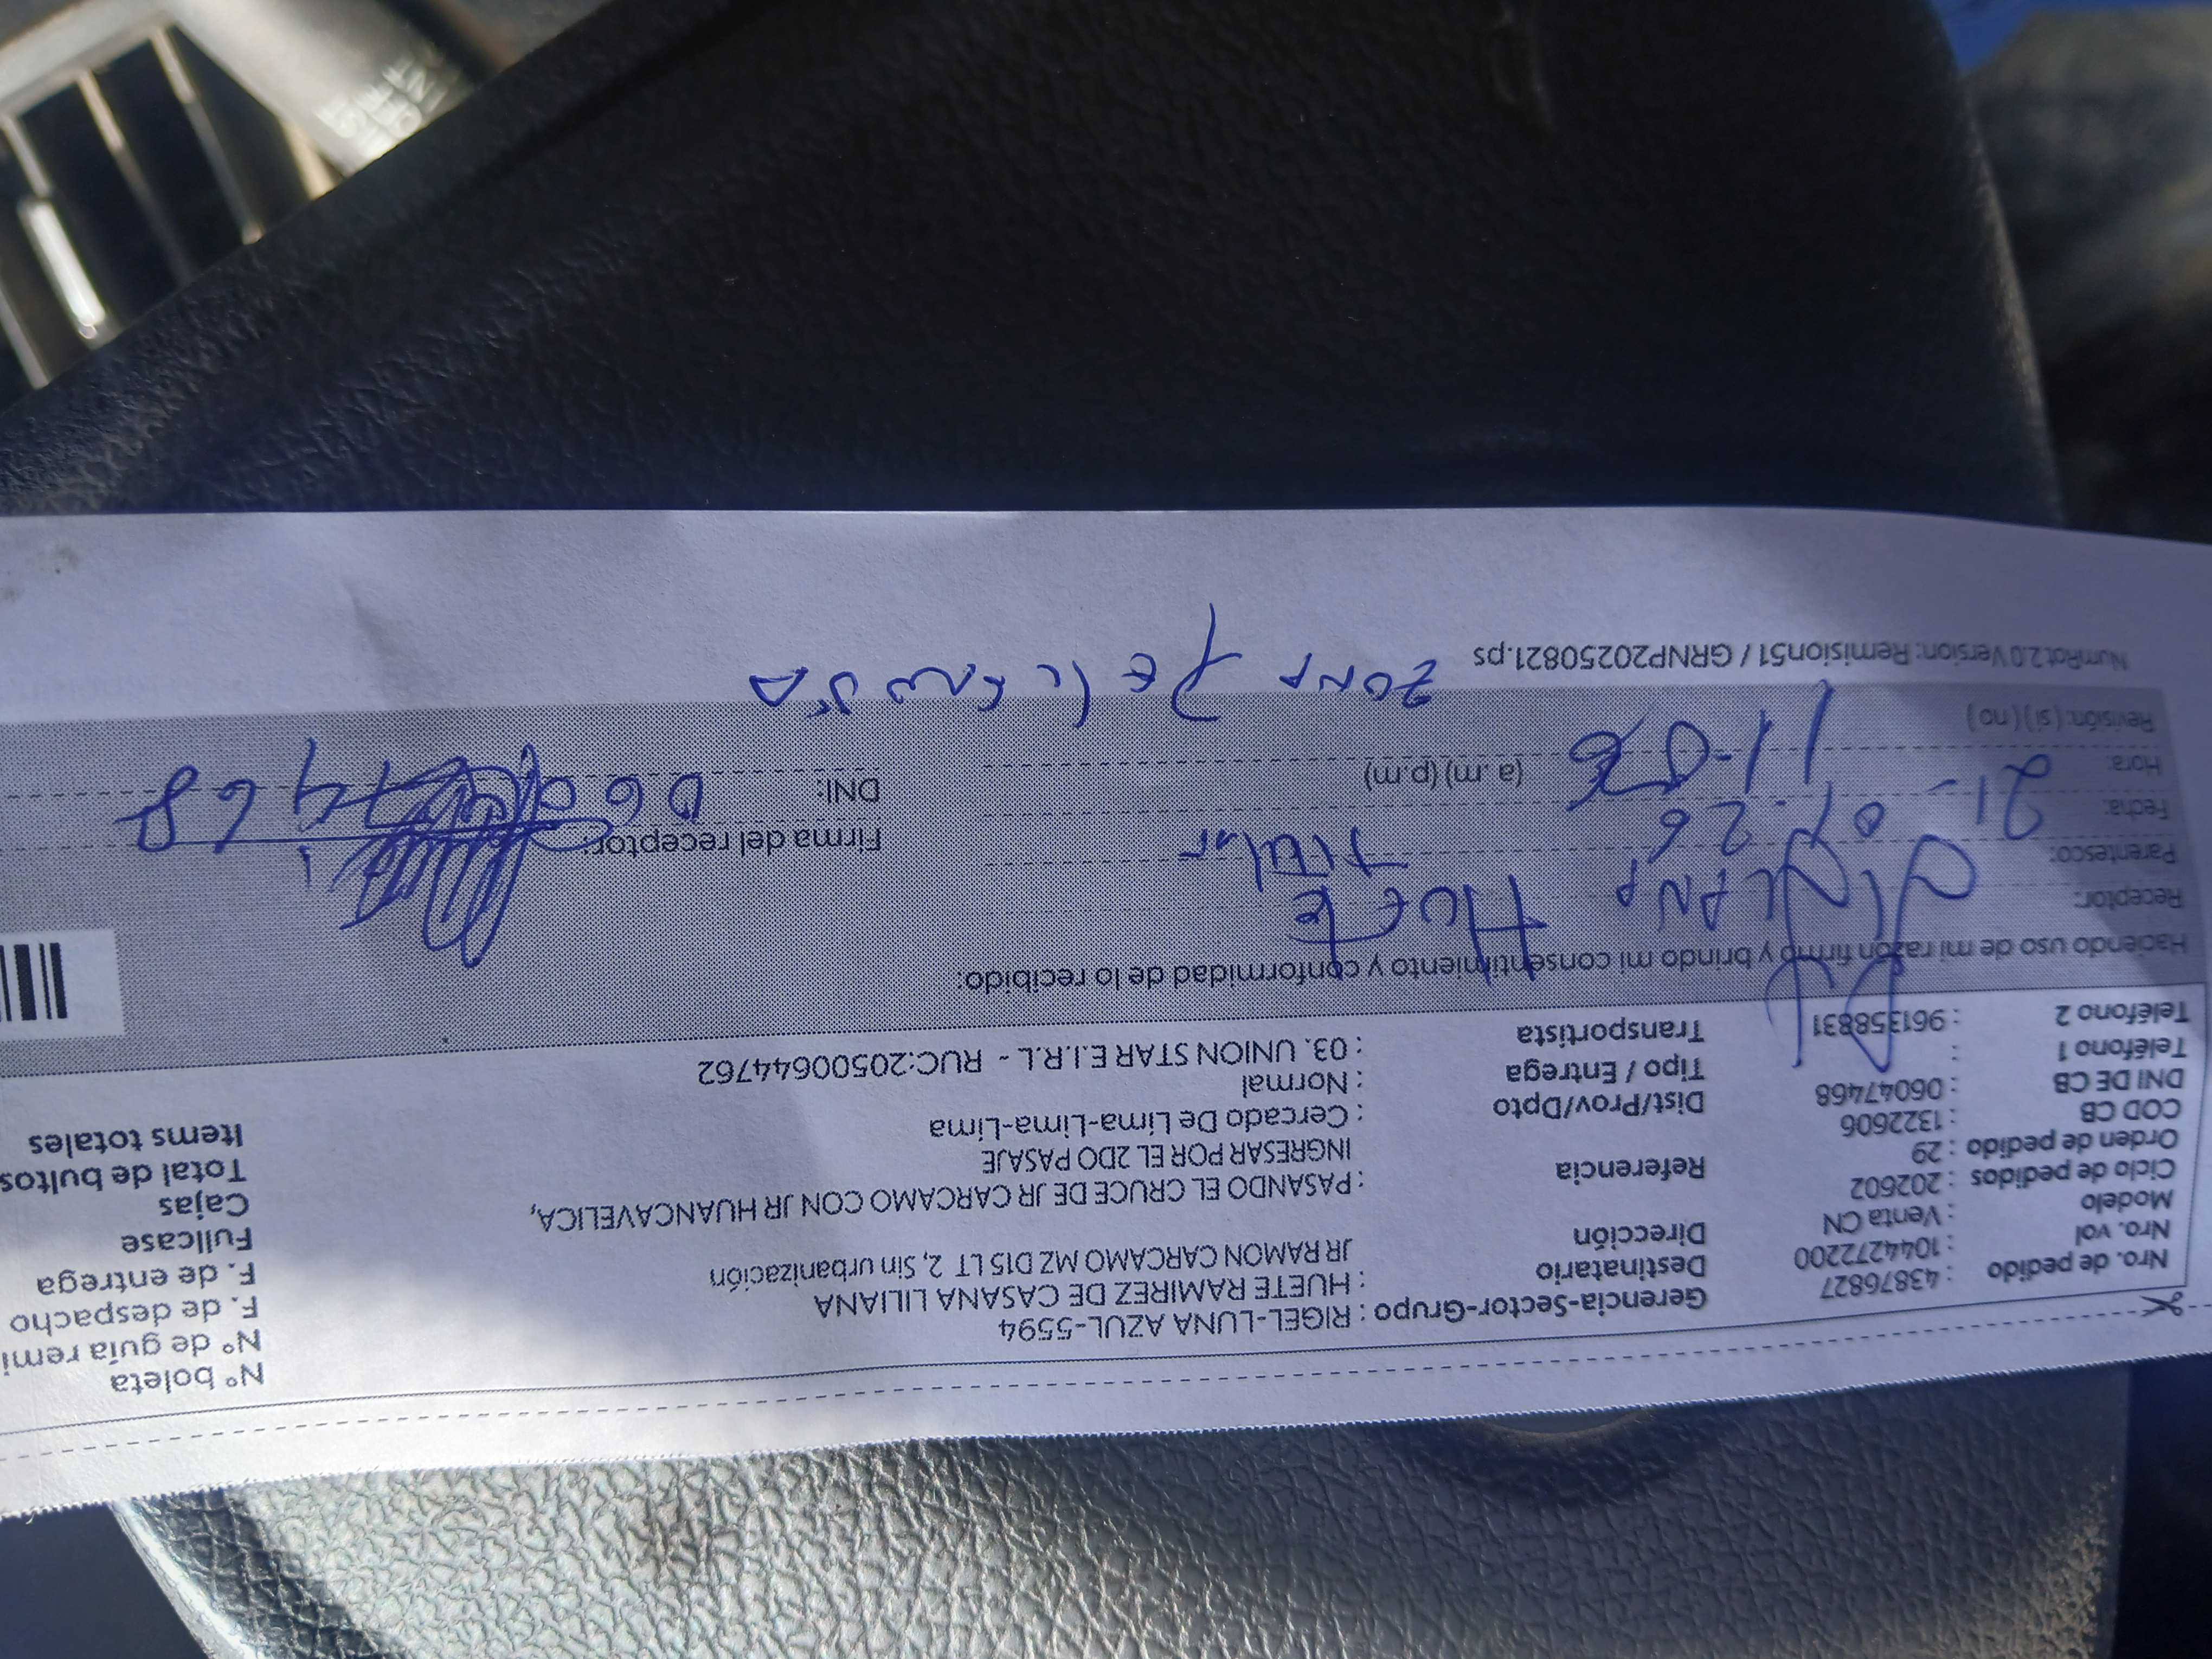 N° boleta
N° de guía remi
F. de despacho
F. de entrega
Fullcase
Cajas
Total de bultos
Items totales
Nro. de pedido : 43876827
Nro. vol : 1044272200
Modelo : Venta CN
Ciclo de pedidos : 202602
Orden de pedido : 29
COD CB : 1322606
DNI DE CB : 06047468
Teléfono 1 :
Teléfono 2 : 961358831
Gerencia-Sector-Grupo : RIGEL-LUNA AZUL-5594
Destinatario : HUETE RAMIREZ DE CASANA LILIANA
Dirección JR RAMON CARCAMO MZ D15 LT 2, Sin urbanización
Referencia : PASANDO EL CRUCE DE JR CARCAMO CON JR HUANCAVELICA,
INGRESAR POR EL 2DO PASAJE
Dist/Prov/Dpto : Cercado De Lima-Lima-Lima
Tipo / Entrega : Normal
Transportista : 03. UNION STAR E.I.R.L - RUC:20500644762
Haciendo uso de mi razón firmo y brindo mi consentimiento y conformidad de lo recibido:
Receptor: HUETE
Parentesco: Titular
Firma del receptor:
Fecha:
Hora: (a.m) (p.m)
DNI:
Revisión: ( si ) ( no )
NumRot 2.0 Version: Remision51 / GRNP20250821.ps